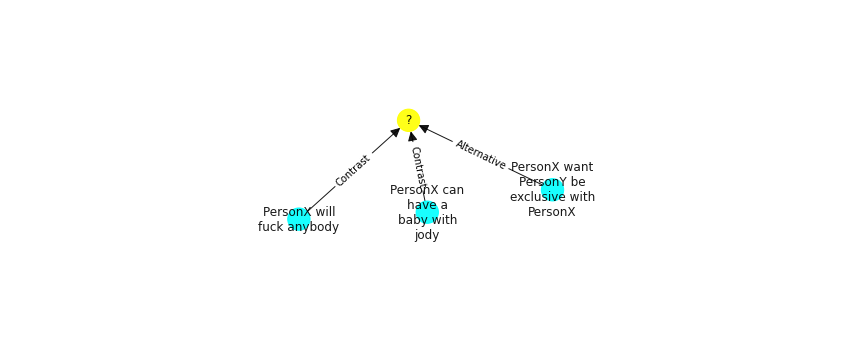 ?
Contrast
Contrast
Alternative
PersonX will
fuck anybody
PersonX can
have a
baby with
jody
PersonX want
PersonY be
exclusive with
PersonX